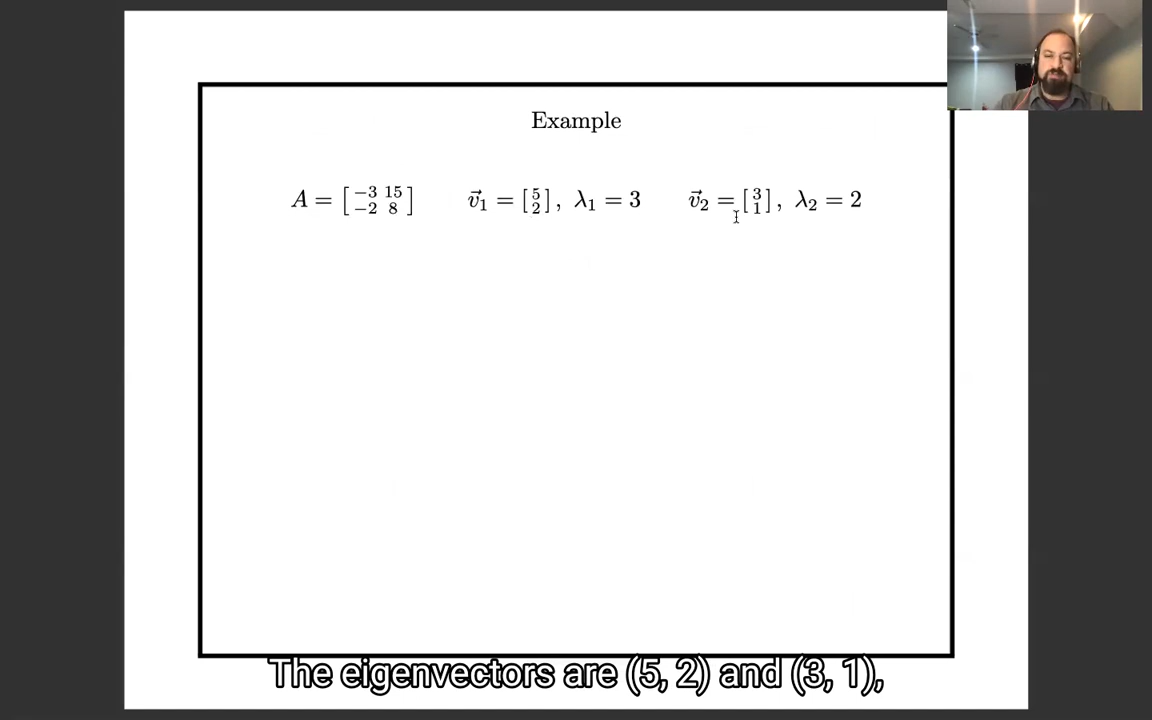 Example
A = [ −3 15 −2 8 ] v⃗1 = [ 5 2 ], λ1 = 3 v⃗2 = [ 3 1 ], λ2 = 2
The eigenvectors are (5, 2) and (3, 1),